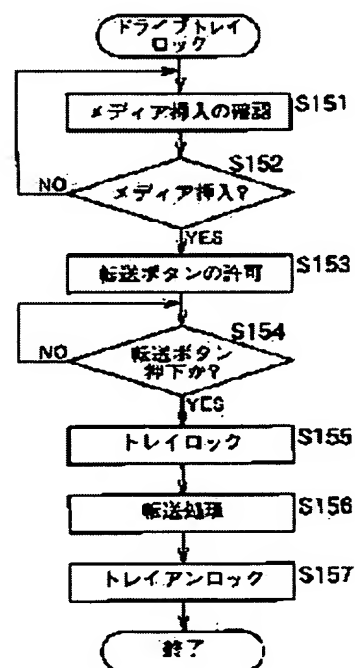 ドライブトレイ
ロック
メディア挿入の確認
S151
S152
メディア挿入?
NO
YES
転送ボタンの許可
S153
S154
転送ボタン
押下か?
NO
YES
トレイロック
S155
転送処理
S156
トレイアンロック
S157
終了